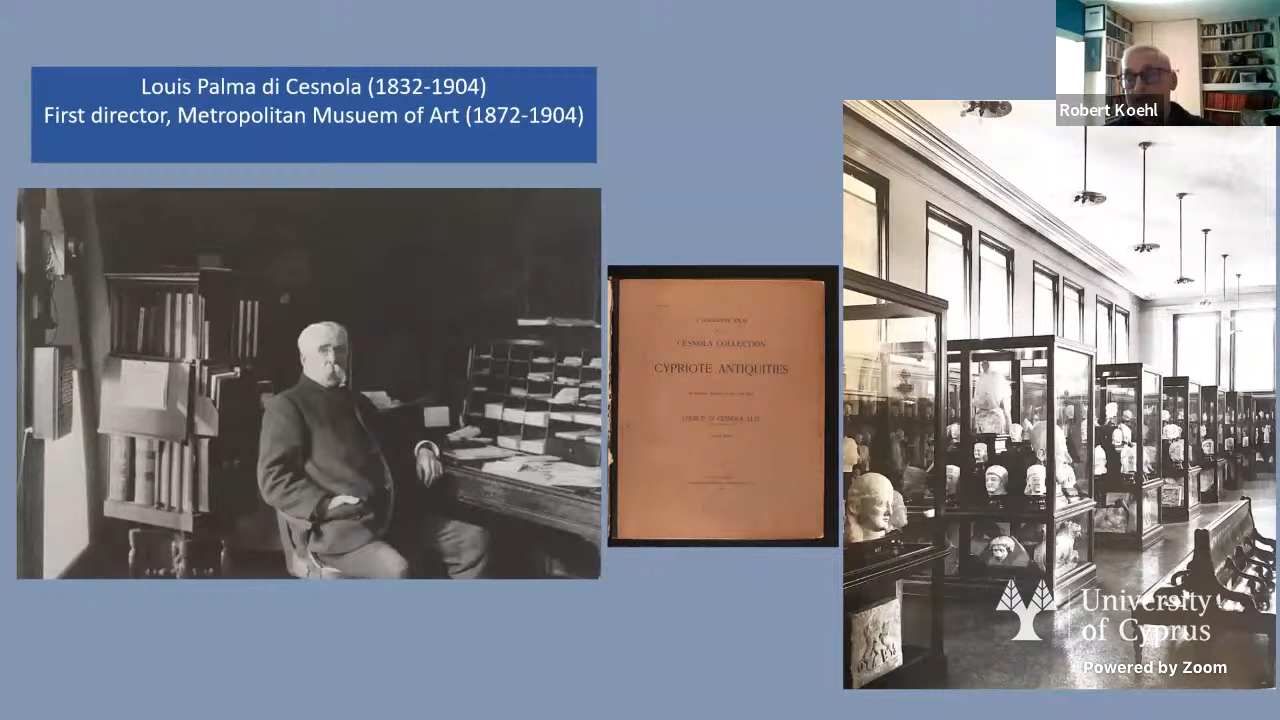 Louis Palma di Cesnola (1832-1904)
First director, Metropolitan Musuem of Art (1872-1904)
Robert Koehl
CESNOLA COLLECTION
CYPRIOTE ANTIQUITIES
University
of Cyprus
Powered by Zoom